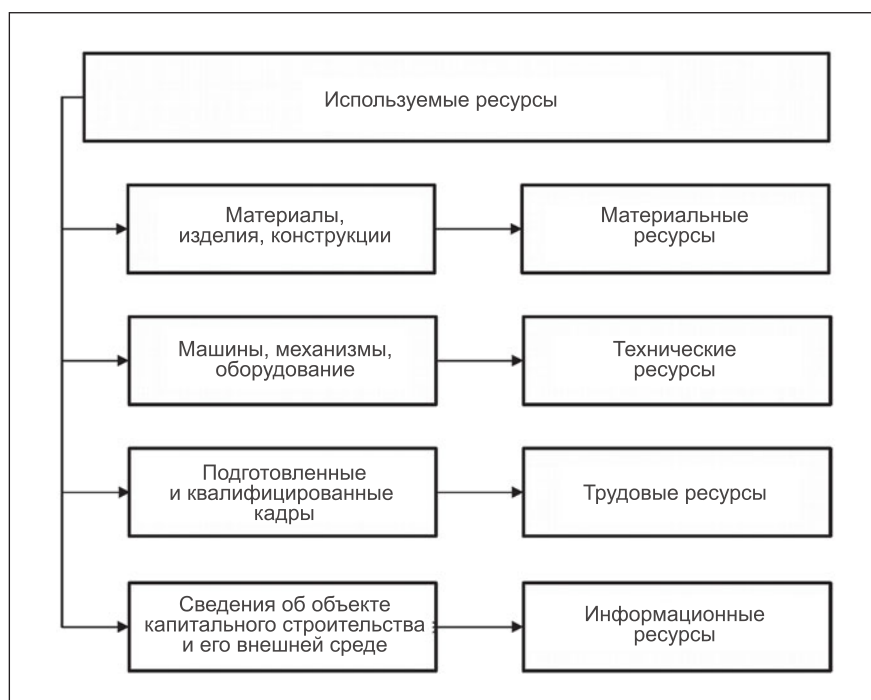 Используемые ресурсы
Материалы,
изделия, конструкции
Материальные
ресурсы
Машины, механизмы,
оборудование
Технические
ресурсы
Подготовленные
и квалифицированные
кадры
Трудовые ресурсы
Сведения об объекте
капитального строительства
и его внешней среде
Информационные
ресурсы